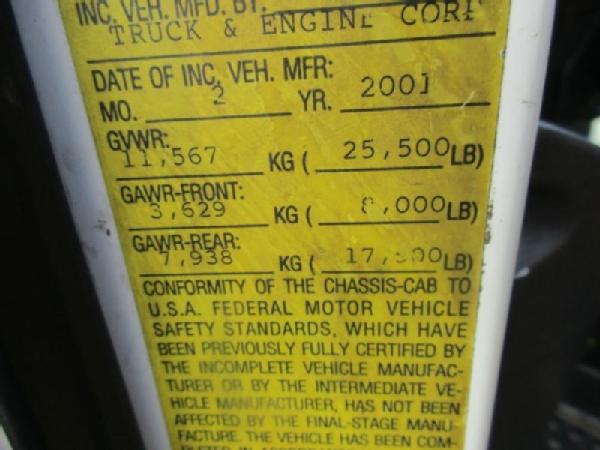 INC. VEH. MFD. BY:
TRUCK & ENGINE CORP
DATE OF INC. VEH. MFR:
MO. 2 YR. 2001
GVWR:
11,567 KG ( 25,500 LB)
GAWR-FRONT:
3,629 KG ( 8,000 LB)
GAWR-REAR:
7,938 KG ( 17,500 LB)
CONFORMITY OF THE CHASSIS-CAB TO
U.S.A. FEDERAL MOTOR VEHICLE
SAFETY STANDARDS, WHICH HAVE
BEEN PREVIOUSLY FULLY CERTIFIED BY
THE INCOMPLETE VEHICLE MANUFAC-
TURER OR BY THE INTERMEDIATE VE-
HICLE MANUFACTURER, HAS NOT BEEN
AFFECTED BY THE FINAL-STAGE MANU-
FACTURE. THE VEHICLE HAS BEEN COM-
PLETED IN